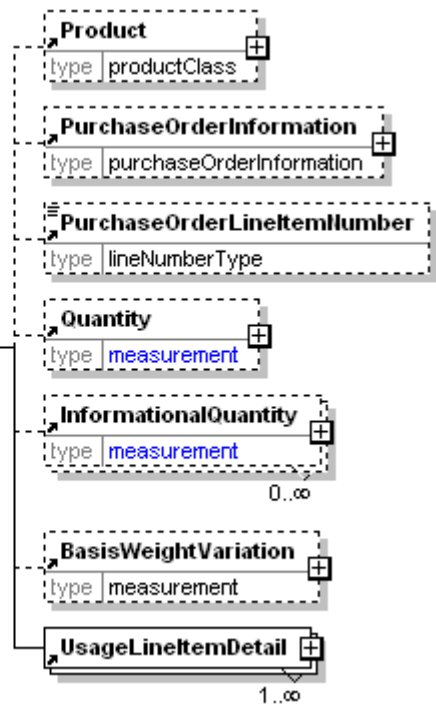 Product
type productClass
PurchaseOrderInformation
type purchaseOrderInformation
PurchaseOrderLineItemNumber
type lineNumberType
Quantity
type measurement
InformationalQuantity
type measurement
0..∞
BasisWeightVariation
type measurement
UsageLineItemDetail
1..∞